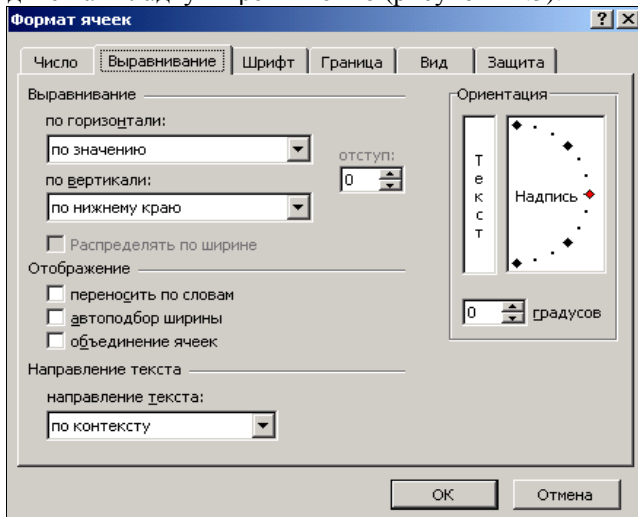 Формат ячеек
Число Выравнивание Шрифт Граница Вид Защита
Выравнивание
по горизонтали:
по значению
отступ:
0
по вертикали:
по нижнему краю
Распределять по ширине
Отображение
переносить по словам
автоподбор ширины
объединение ячеек
Направление текста
направление текста:
по контексту
Ориентация
Текст
Надпись
0 градусов
ОК Отмена